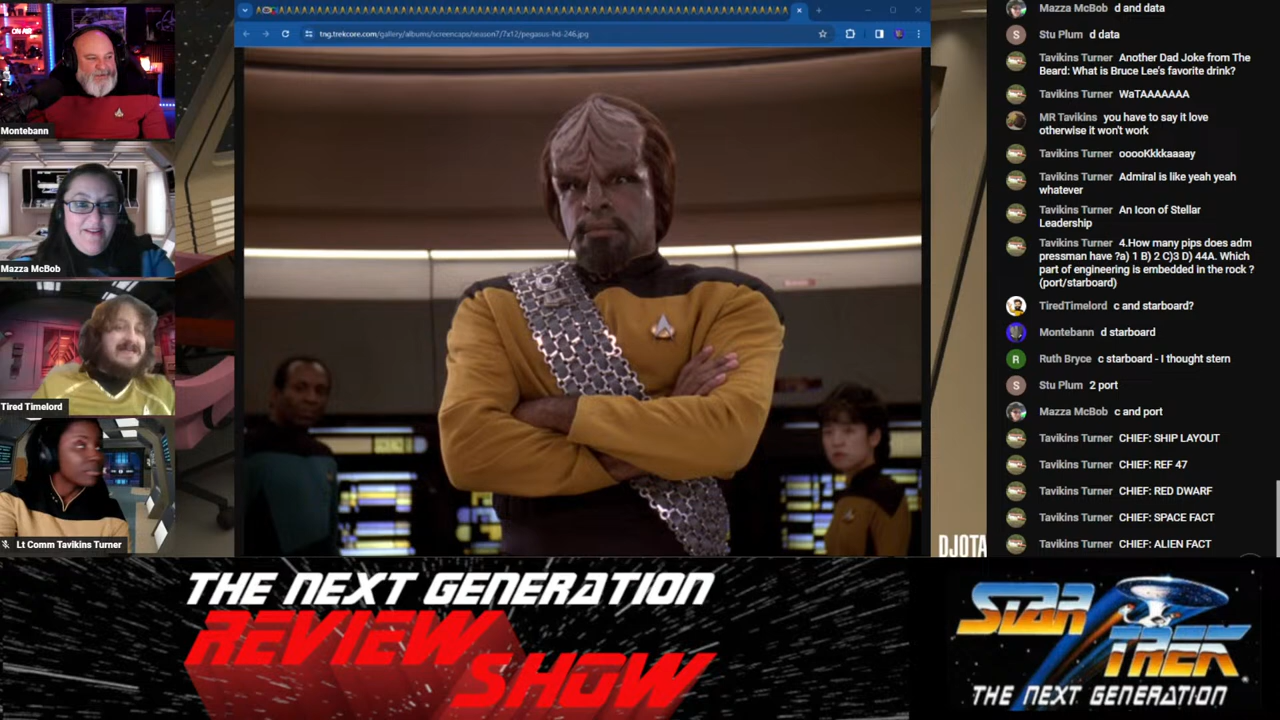 ON AIR
Montebann
Mazza McBob
Tired Timelord
Lt Comm Tavikins Turner
tng.trekcore.com/gallery/albums/screencaps/season7/7x12/pegasus-hd-246.jpg
DJOTA
Mazza McBob d and data
Stu Plum d data
Tavikins Turner Another Dad Joke from The
Beard: What is Bruce Lee's favorite drink?
Tavikins Turner WaTAAAAAAA
MR Tavikins you have to say it love
otherwise it won't work
Tavikins Turner ooooKkkkaaaay
Tavikins Turner Admiral is like yeah yeah
whatever
Tavikins Turner An Icon of Stellar
Leadership
Tavikins Turner 4.How many pips does adm
pressman have ?a) 1 B) 2 C)3 D) 44A. Which
part of engineering is embedded in the rock ?
(port/starboard)
TiredTimelord c and starboard?
Montebann d starboard
R
Ruth Bryce c starboard - I thought stern
S
Stu Plum 2 port
Mazza McBob c and port
Tavikins Turner CHIEF: SHIP LAYOUT
Tavikins Turner CHIEF: REF 47
Tavikins Turner CHIEF: RED DWARF
Tavikins Turner CHIEF: SPACE FACT
Tavikins Turner CHIEF: ALIEN FACT
THE NEXT GENERATION
REVIEW
SHOW
STAR
TREK
THE NEXT GENERATION